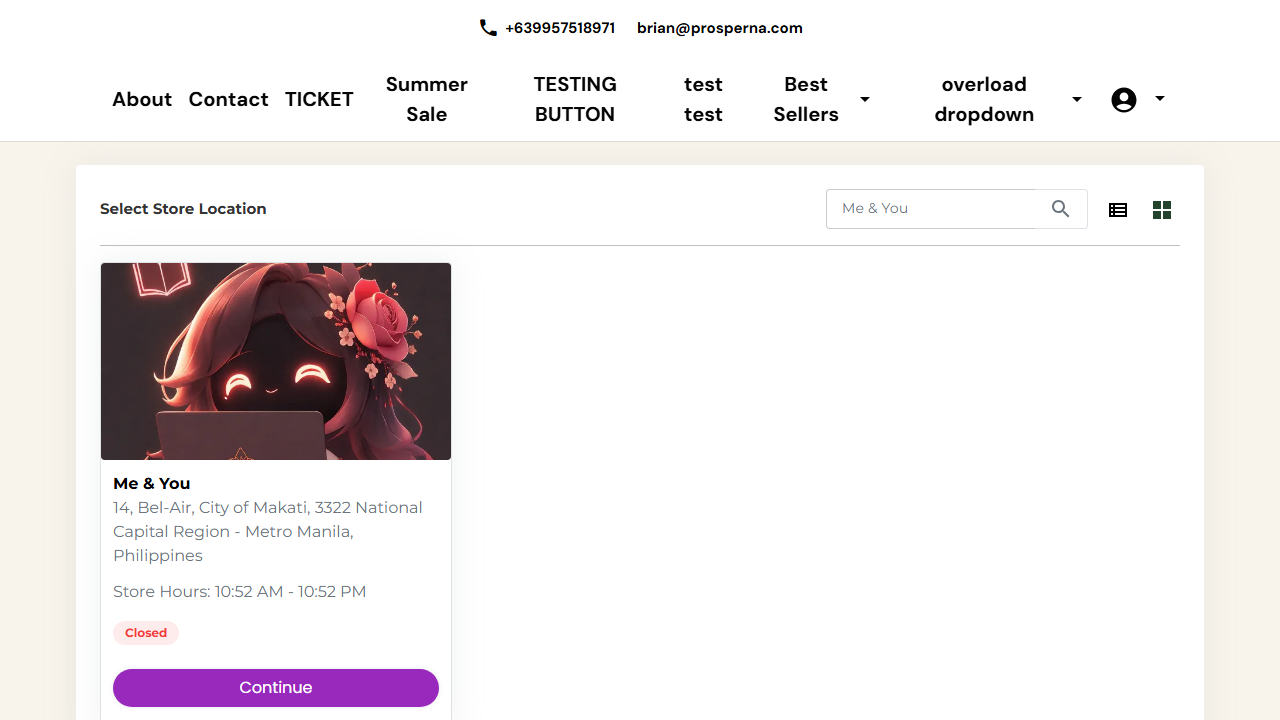 +639957518971 brian@prosperna.com
About Contact TICKET Summer Sale TESTING BUTTON test test Best Sellers overload dropdown
Select Store Location
Me & You
Me & You
14, Bel-Air, City of Makati, 3322 National
Capital Region - Metro Manila,
Philippines
Store Hours: 10:52 AM - 10:52 PM
Closed
Continue